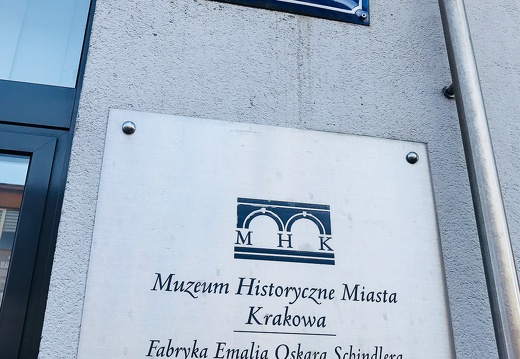 MHK
Muzeum Historyczne Miasta
Krakowa
Fabryka Emalia Oskara Schindlera